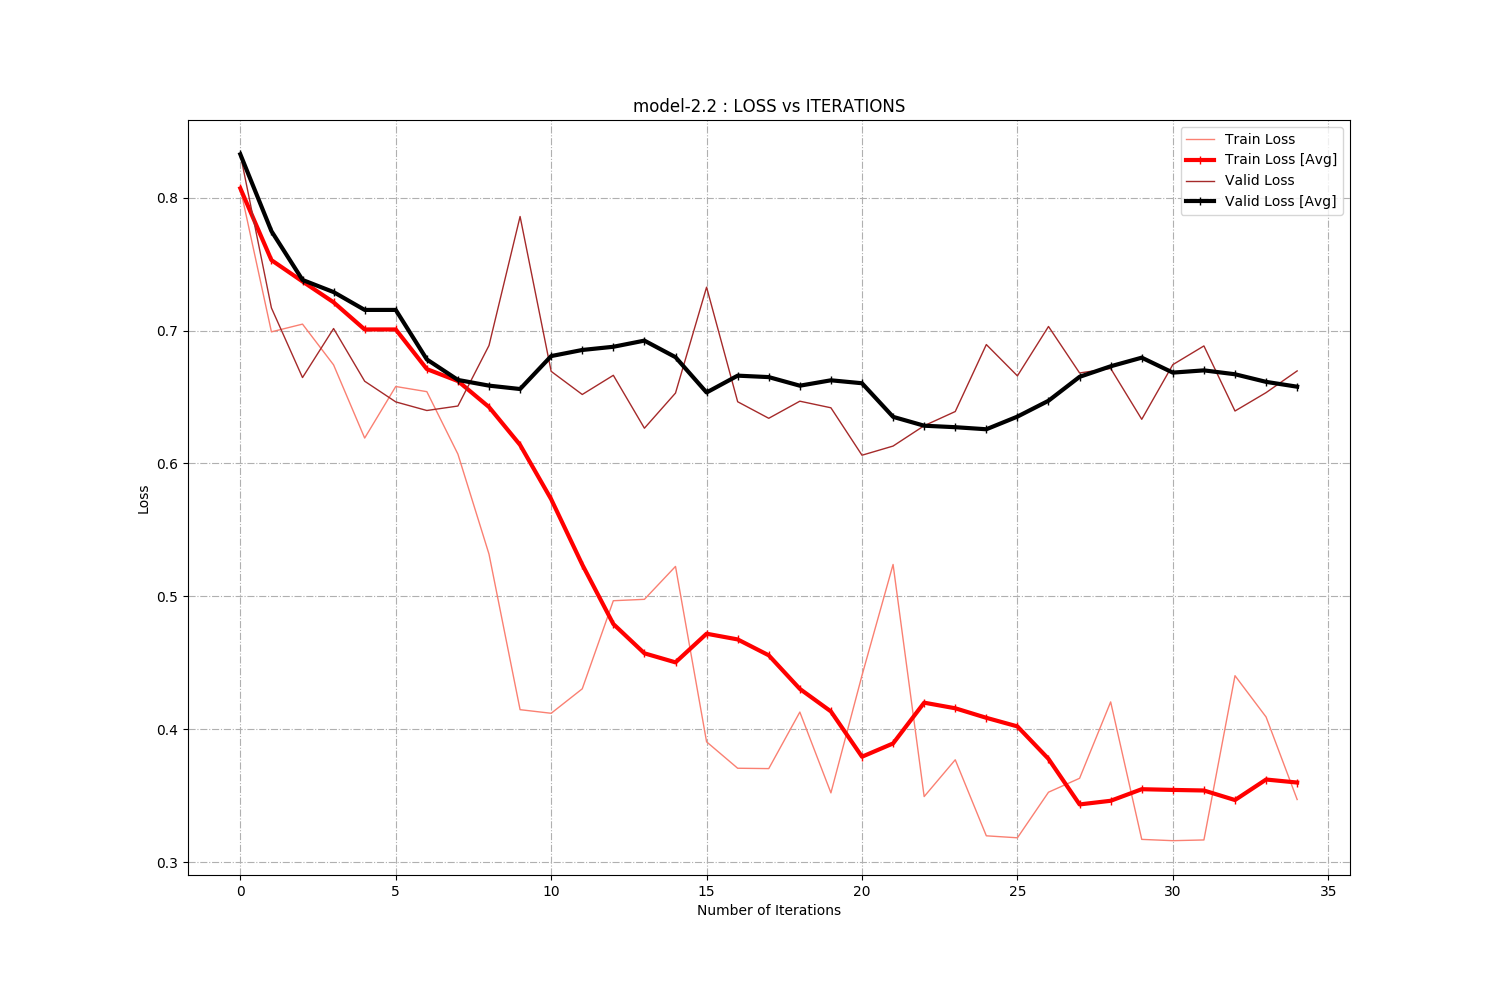 model-2.2 : LOSS vs ITERATIONS
Train Loss
Train Loss [Avg]
Valid Loss
Valid Loss [Avg]
Loss
0.8
0.7
0.6
0.5
0.4
0.3
0 5 10 15 20 25 30 35
Number of Iterations